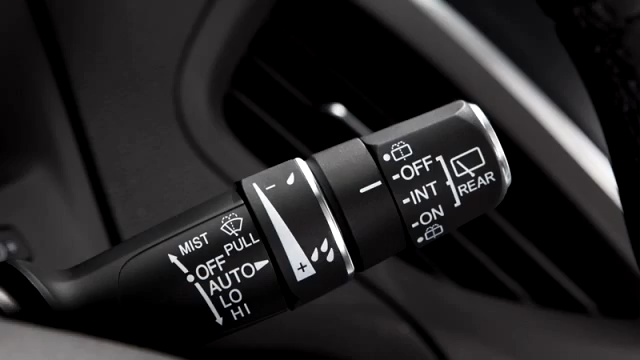 MIST
PULL
OFF
AUTO
LO
HI
-
+
-OFF
-INT
-ON
REAR